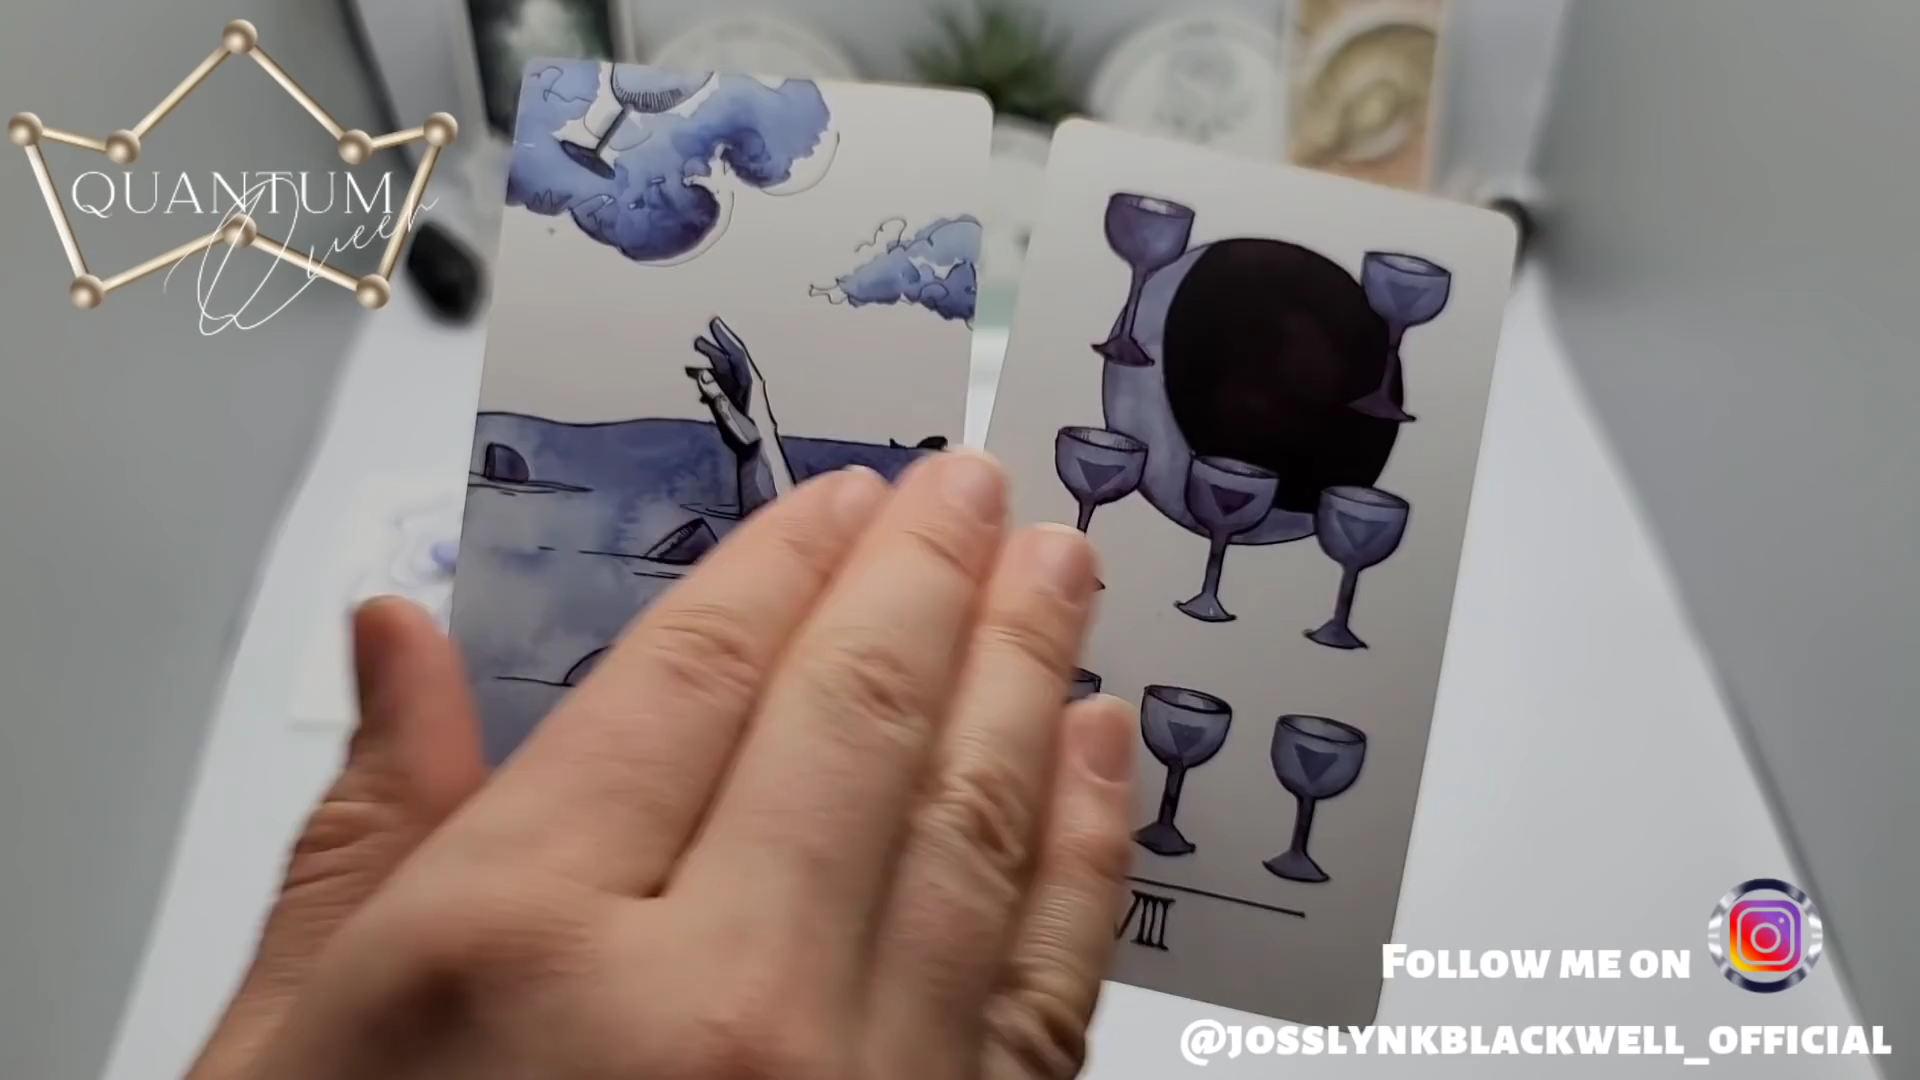 QUANTUM
Queen
VIII
FOLLOW ME ON
@JOSSLYNKBLACKWELL_OFFICIAL